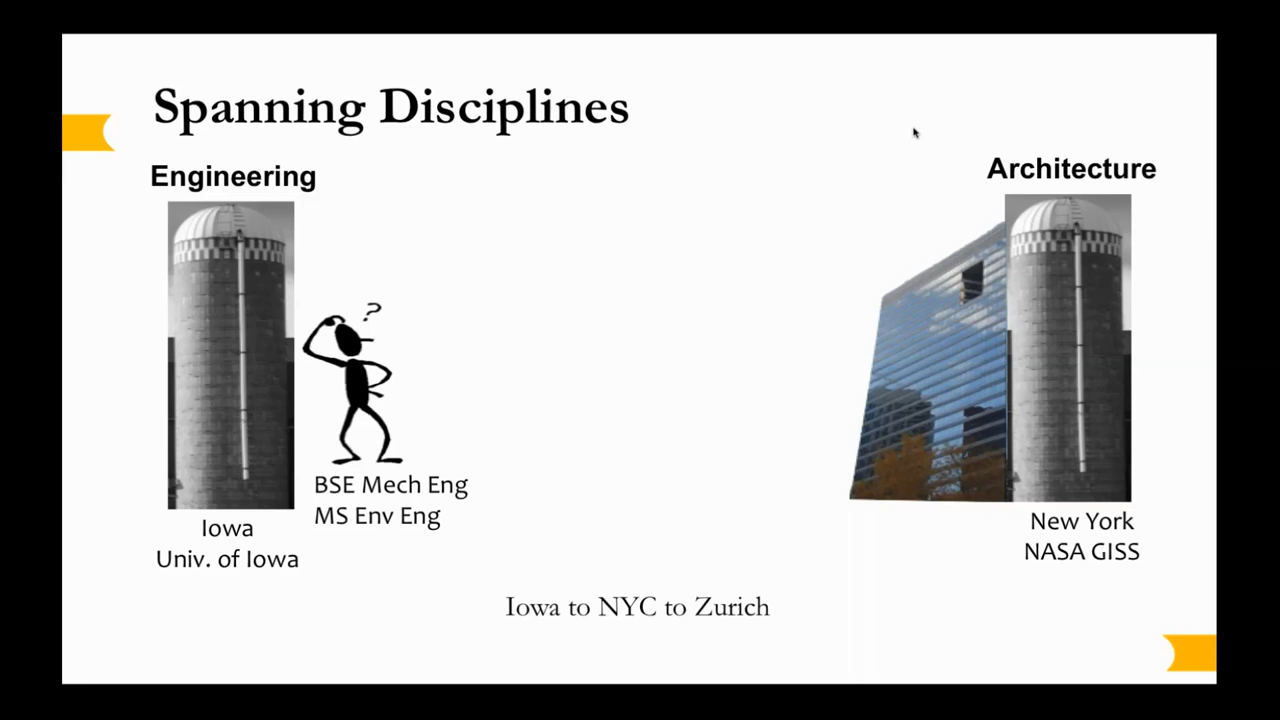 Spanning Disciplines
Engineering
Architecture
?
BSE Mech Eng
MS Env Eng
Iowa
Univ. of Iowa
New York
NASA GISS
Iowa to NYC to Zurich